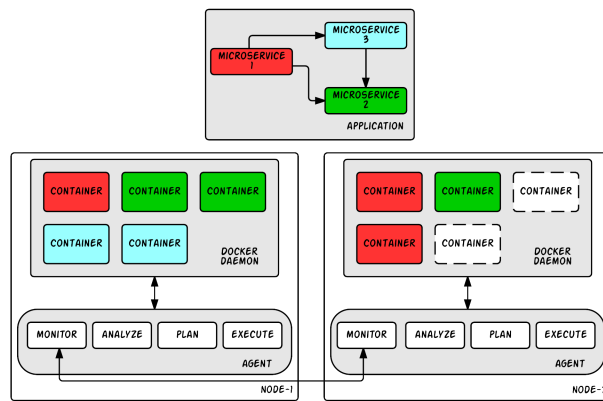 MICROSERVICE
3
MICROSERVICE
1
MICROSERVICE
2
APPLICATION
CONTAINER
CONTAINER
CONTAINER
CONTAINER
CONTAINER
DOCKER
DAEMON
MONITOR
ANALYZE
PLAN
EXECUTE
AGENT
NODE-1
CONTAINER
CONTAINER
CONTAINER
CONTAINER
CONTAINER
DOCKER
DAEMON
MONITOR
ANALYZE
PLAN
EXECUTE
AGENT